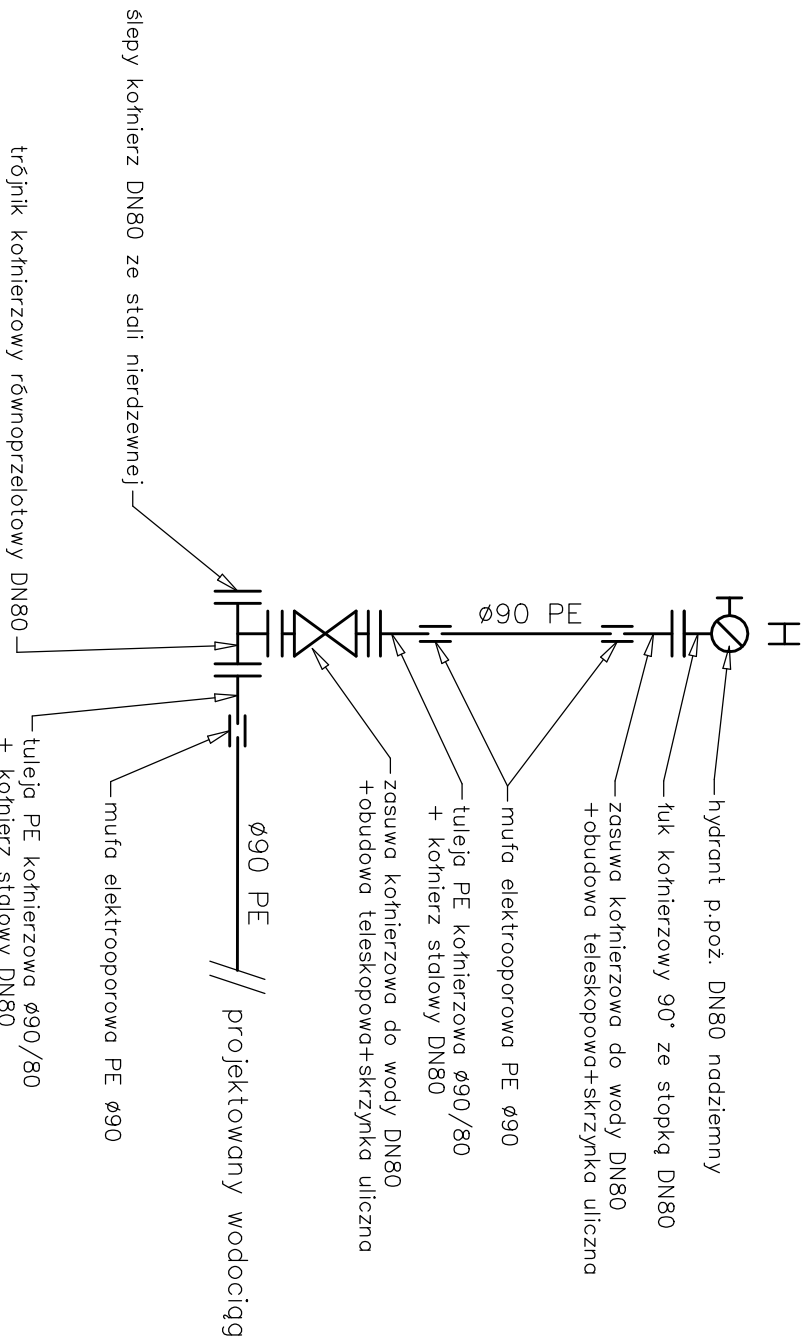 H
hydrant p.poż. DN80 nadziemny
łuk kołnierzowy 90° ze stopką DN80
zasuwa kołnierzowa do wody DN80
+obudowa teleskopowa+skrzynka uliczna
ø90 PE
mufa elektrooporowa PE ø90
tuleja PE kołnierzowa ø90/80
+ kołnierz stalowy DN80
zasuwa kołnierzowa do wody DN80
+obudowa teleskopowa+skrzynka uliczna
ø90 PE
projektowany wodociąg
ślepy kołnierz DN80 ze stali nierdzewnej
mufa elektrooporowa PE ø90
trójnik kołnierzowy równoprzelotowy DN80
tuleja PE kołnierzowa ø90/80
+ kołnierz stalowy DN80